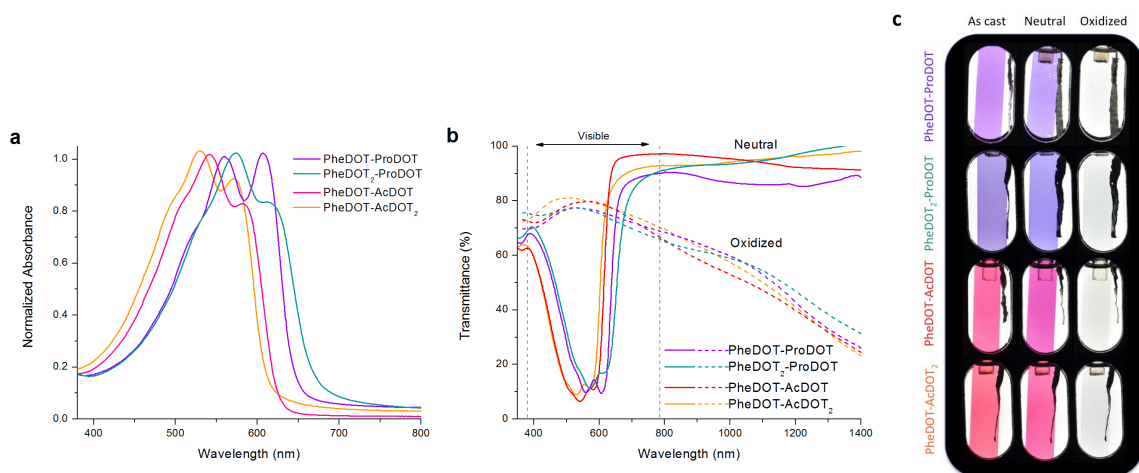 a
Normalized Absorbance
1.0
0.8
0.6
0.4
0.2
0.0
400
500
600
700
800
Wavelength (nm)
PheDOT-ProDOT
PheDOT₂-ProDOT
PheDOT-AcDOT
PheDOT-AcDOT₂
b
Transmittance (%)
100
80
60
40
20
0
400
600
800
1000
1200
1400
Wavelength (nm)
Visible
Neutral
Oxidized
PheDOT-ProDOT
PheDOT₂-ProDOT
PheDOT-AcDOT
PheDOT-AcDOT₂
c
As cast Neutral Oxidized
PheDOT-ProDOT
PheDOT₂-ProDOT
PheDOT-AcDOT
PheDOT-AcDOT₂